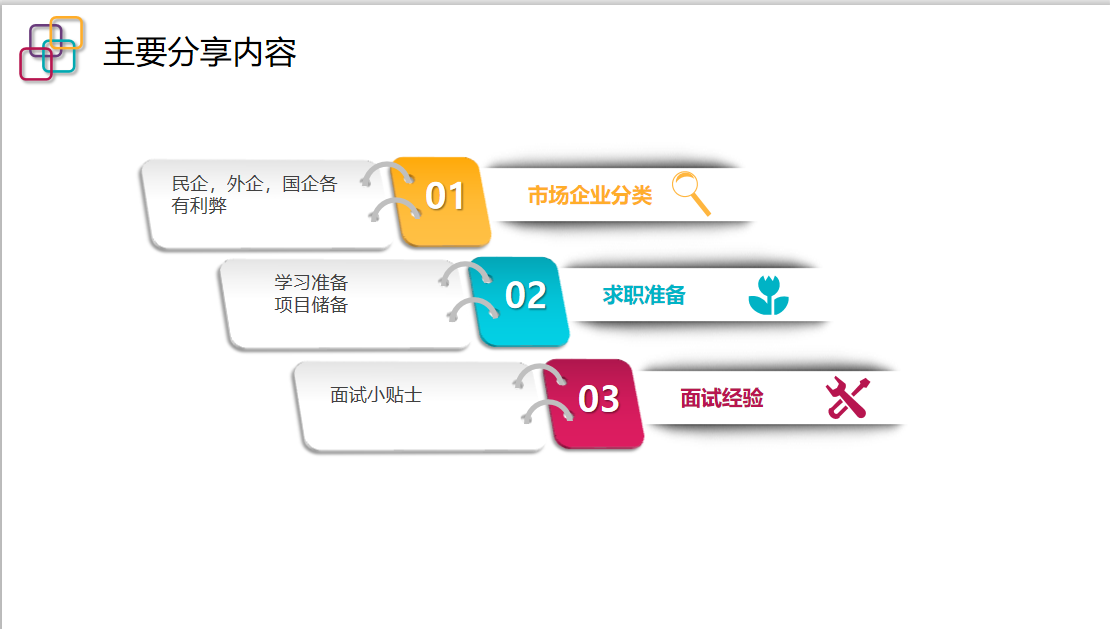 主要分享内容
民企，外企，国企各
有利弊
01
市场企业分类
学习准备
项目储备
02
求职准备
面试小贴士
03
面试经验